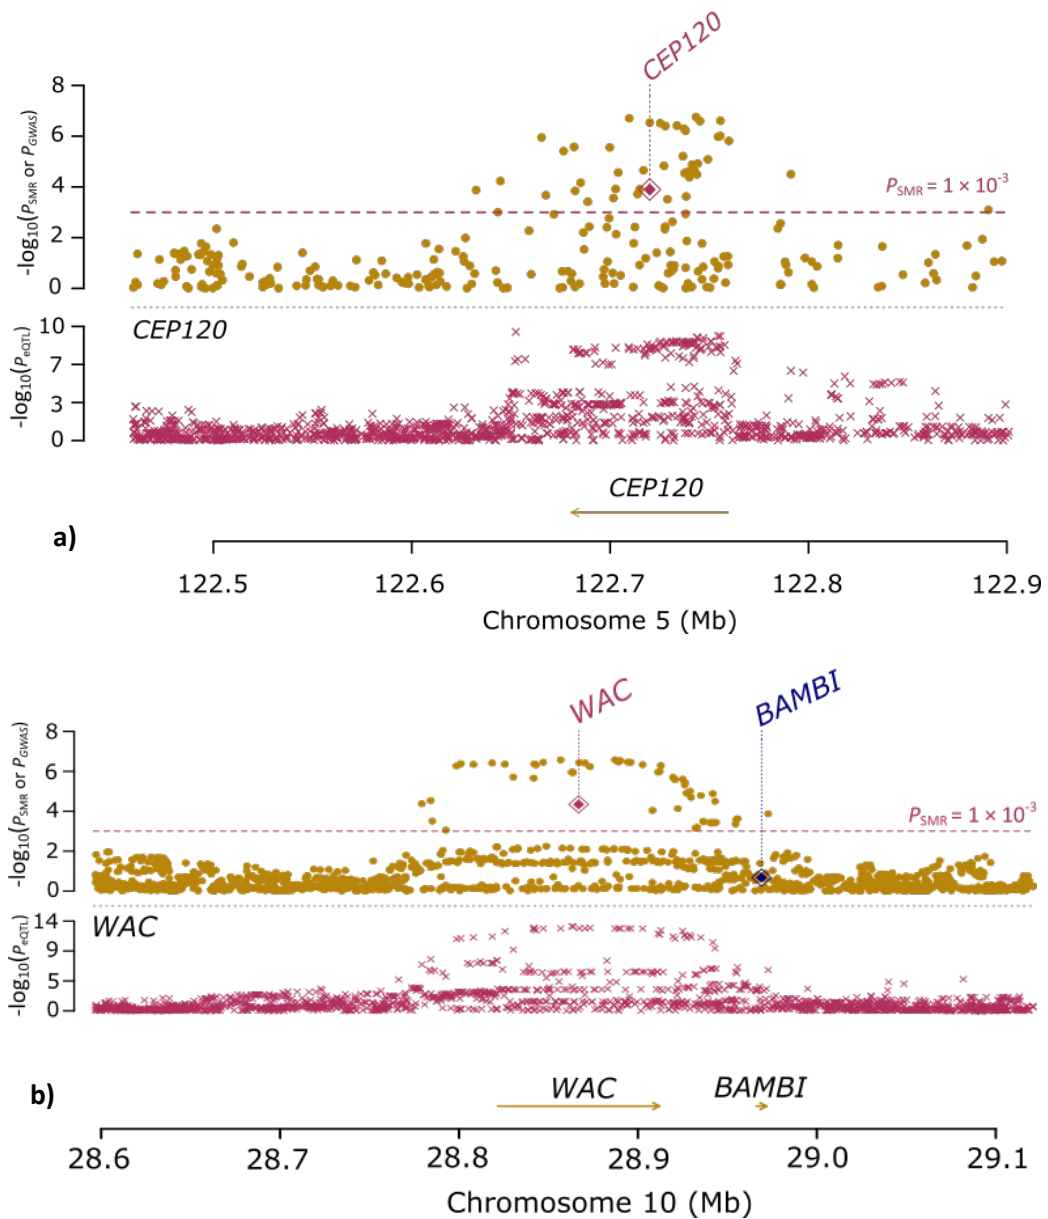 CEP120
-log10(PSMR or PGWAS)
8
6
4
2
0
PSMR = 1 × 10-3
CEP120
-log10(PeQTL)
10
7
3
0
CEP120
a)
122.5 122.6 122.7 122.8 122.9
Chromosome 5 (Mb)
WAC BAMBI
-log10(PSMR or PGWAS)
8
6
4
2
0
PSMR = 1 × 10-3
WAC
-log10(PeQTL)
14
9
5
0
b)
WAC BAMBI
28.6 28.7 28.8 28.9 29.0 29.1
Chromosome 10 (Mb)